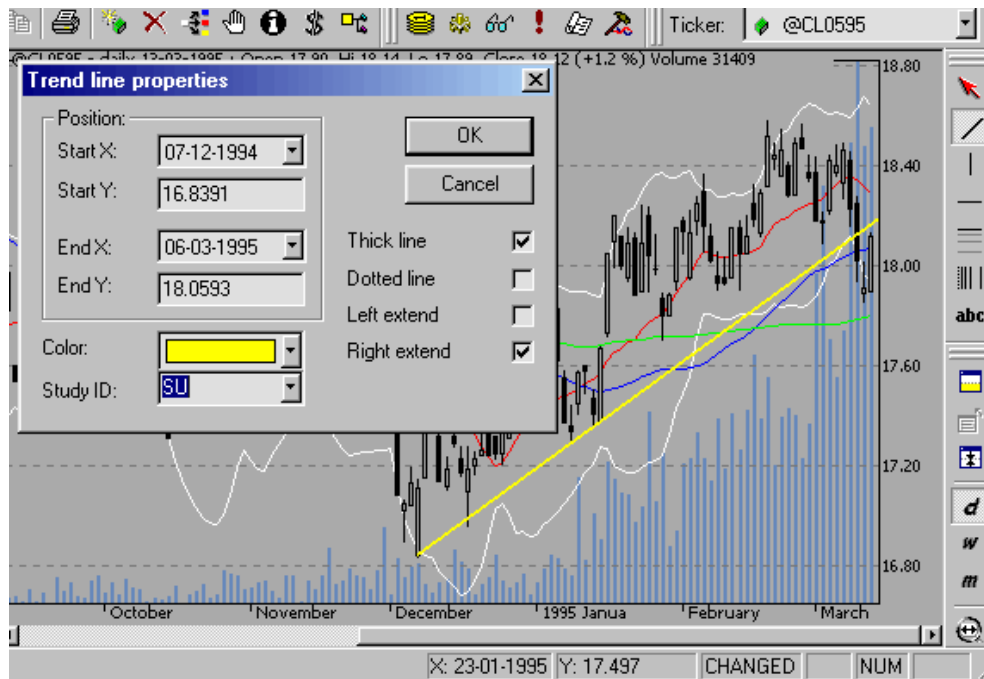 Ticker: @CL0595
@CL0595 - daily 13-03-1995 : Open 17.90, Hi 18.14, Lo 17.89, Close 18.12 (+1.2 %) Volume 31409
Trend line properties
Position:
Start X: 07-12-1994
Start Y: 16.8391
End X: 06-03-1995
End Y: 18.0593
Color:
Study ID: SU
OK
Cancel
Thick line
Dotted line
Left extend
Right extend
18.80
18.40
18.00
17.60
17.20
16.80
abc
d
w
m
October November December 1995 Janua February March
X: 23-01-1995 Y: 17.497 CHANGED NUM